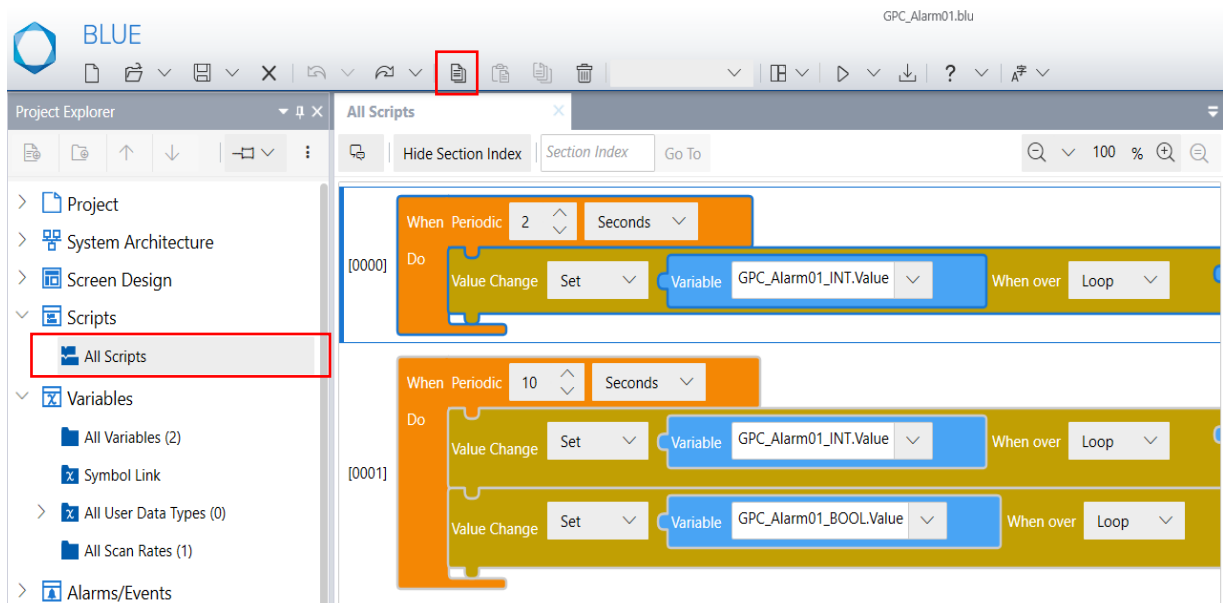 GPC_Alarm01.blu
BLUE
Project Explorer
All Scripts
Hide Section Index
Section Index
Go To
100 %
Project
System Architecture
Screen Design
Scripts
All Scripts
Variables
All Variables (2)
Symbol Link
All User Data Types (0)
All Scan Rates (1)
Alarms/Events
[0000]
When Periodic 2 Seconds
Do
Value Change Set Variable GPC_Alarm01_INT.Value When over Loop
[0001]
When Periodic 10 Seconds
Do
Value Change Set Variable GPC_Alarm01_INT.Value When over Loop
Value Change Set Variable GPC_Alarm01_BOOL.Value When over Loop